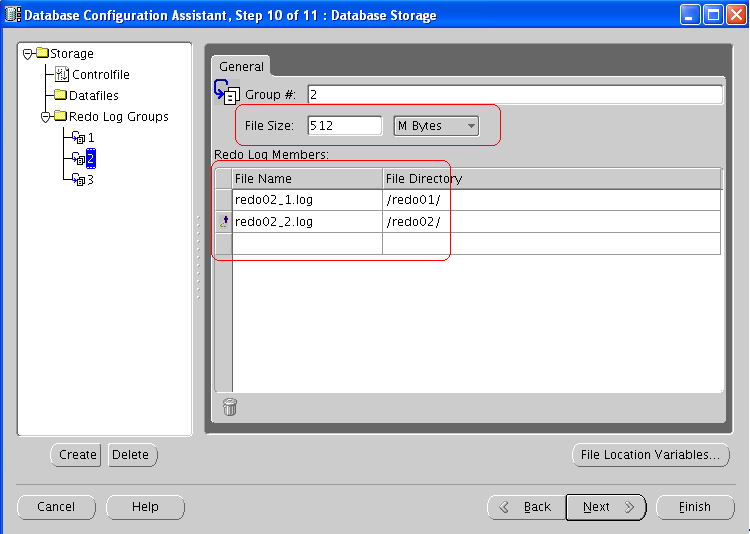 Database Configuration Assistant, Step 10 of 11 : Database Storage
Storage
Controlfile
Datafiles
Redo Log Groups
1
2
3
General
Group #: 2
File Size: 512 M Bytes
Redo Log Members:
File Name File Directory
redo02_1.log /redo01/
redo02_2.log /redo02/
Create Delete File Location Variables...
Cancel Help Back Next Finish